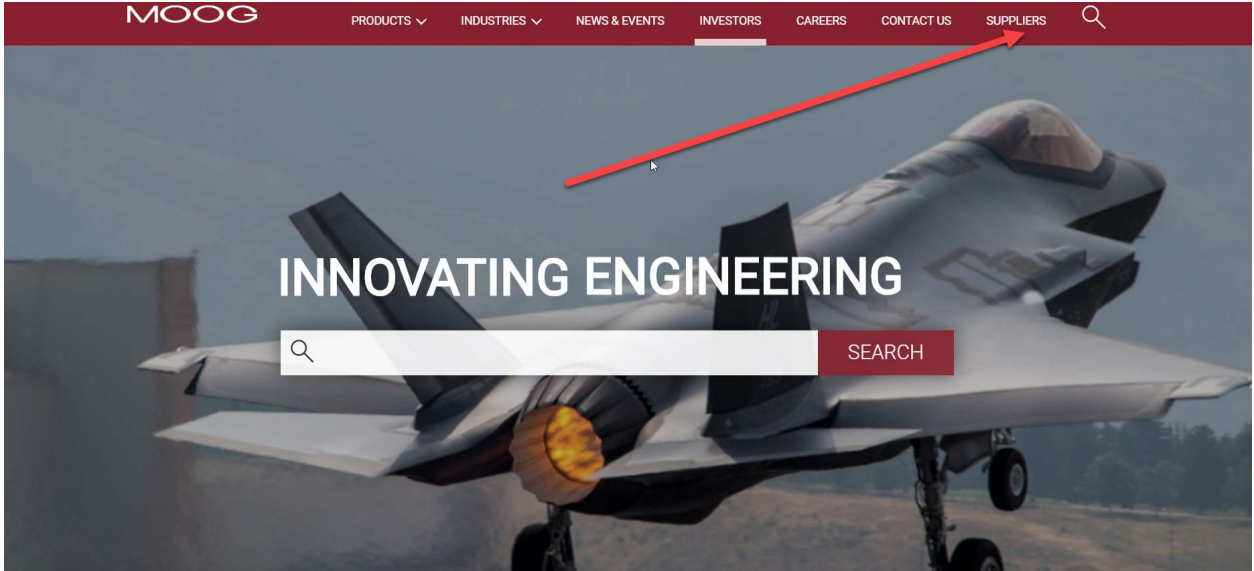 MOOG PRODUCTS INDUSTRIES NEWS & EVENTS INVESTORS CAREERS CONTACT US SUPPLIERS
INNOVATING ENGINEERING
SEARCH